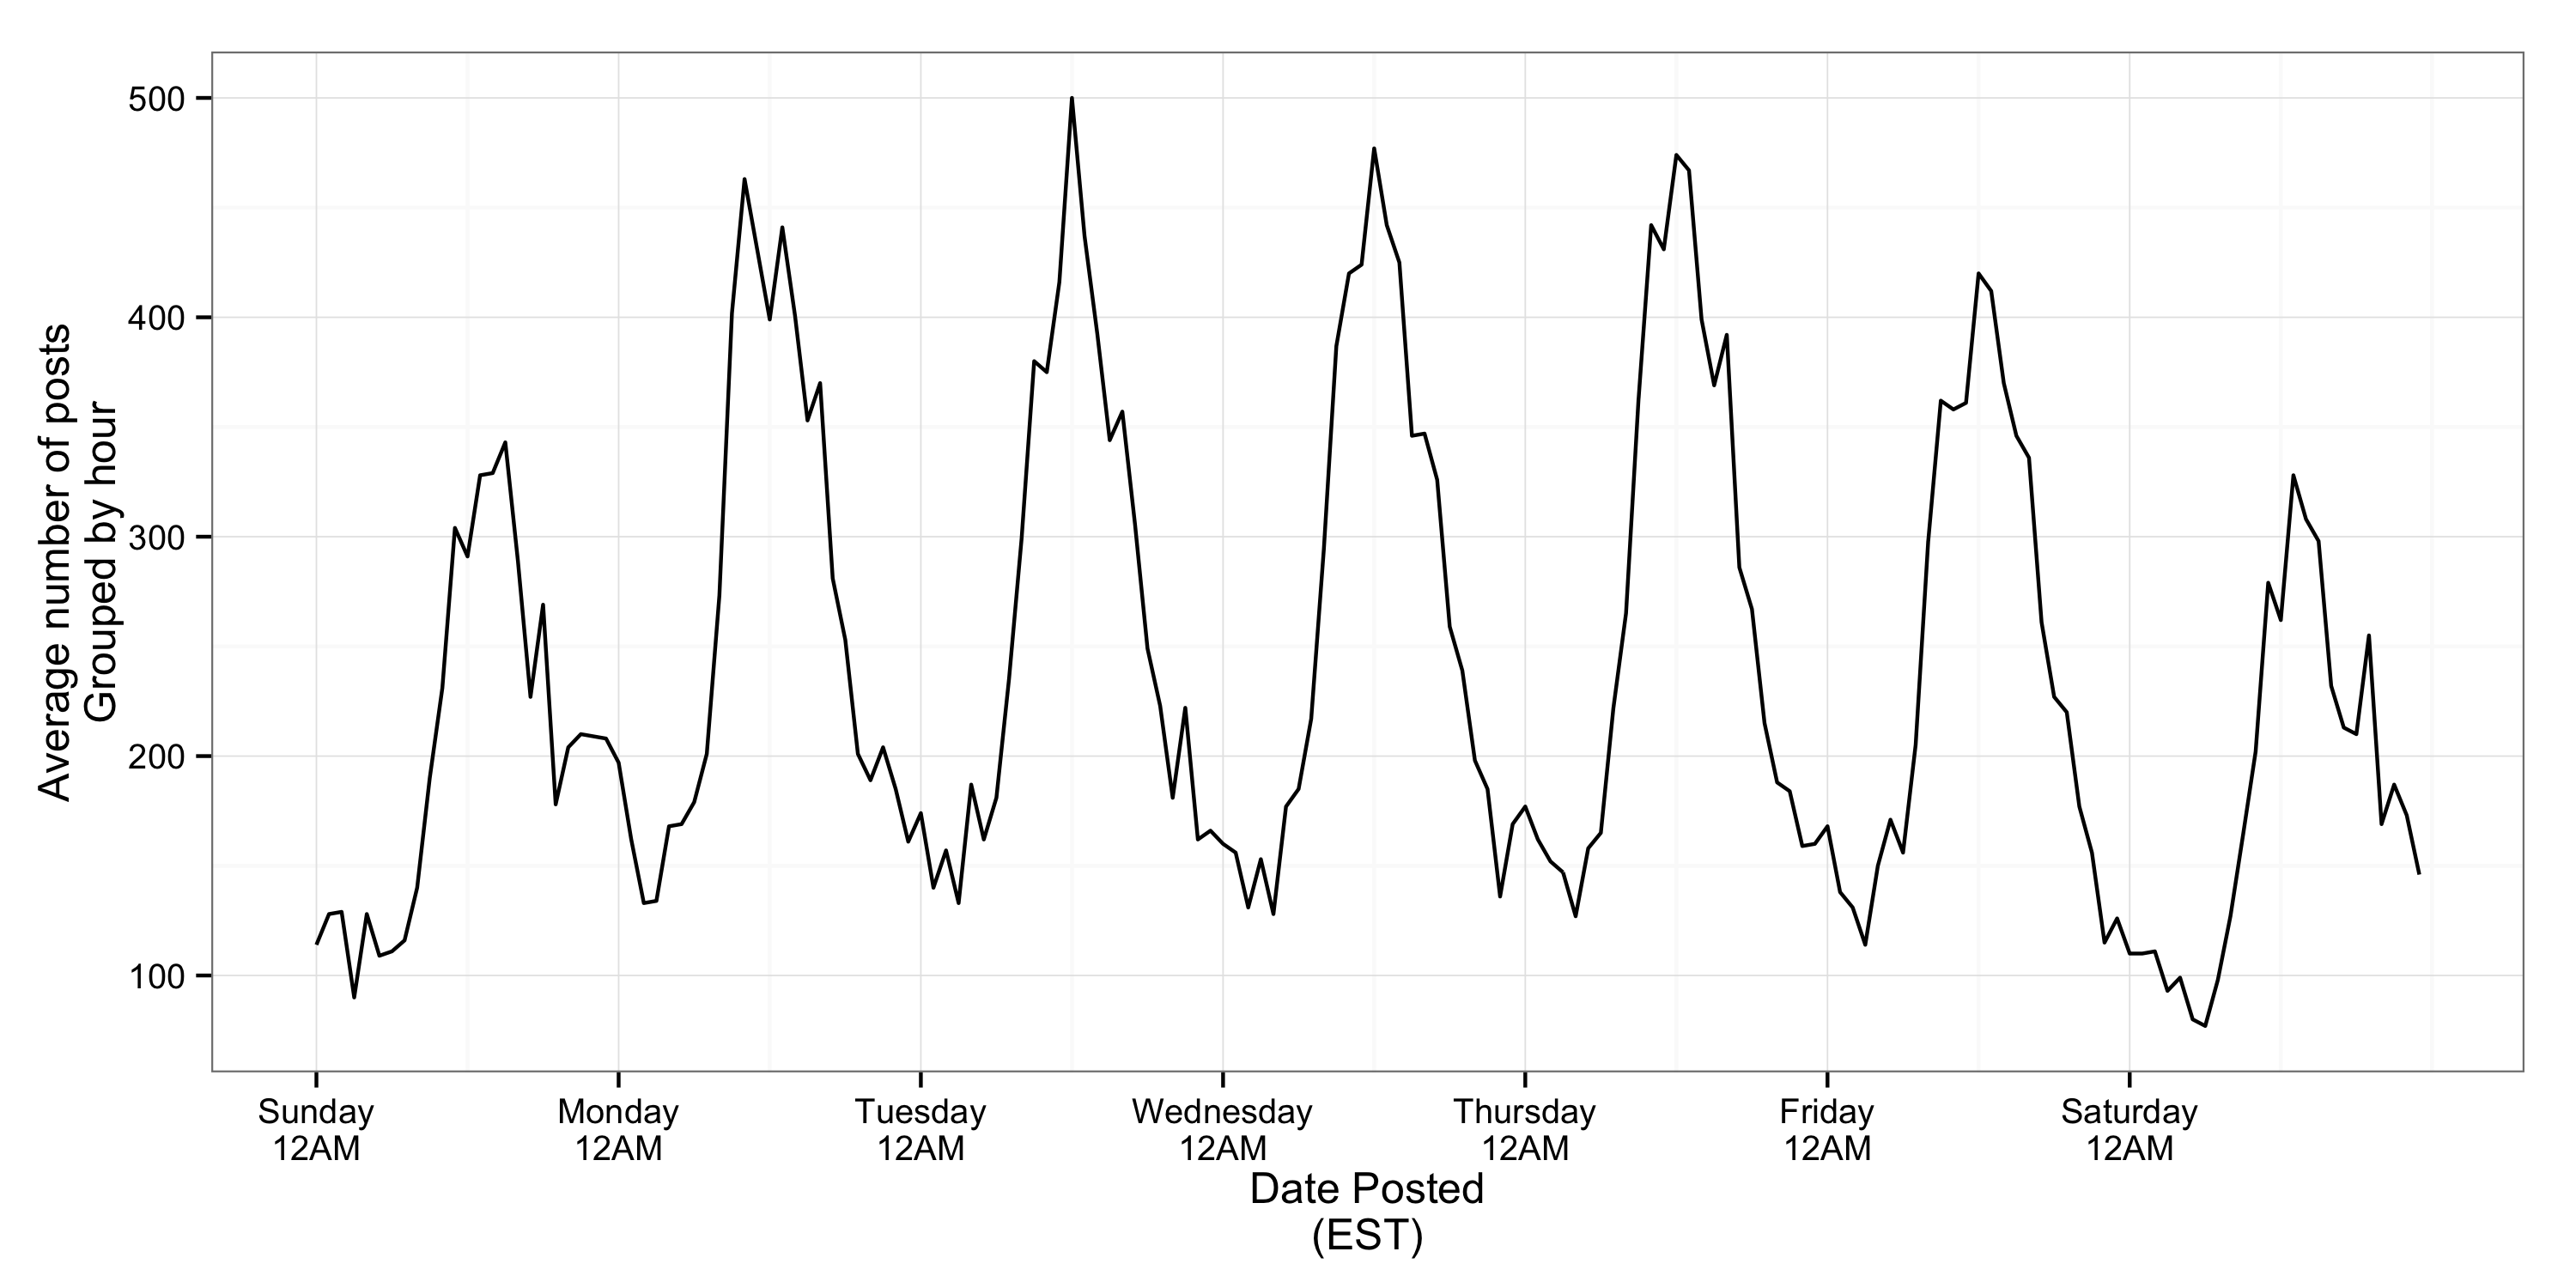 Average number of posts
Grouped by hour
500
400
300
200
100
Sunday
12AM
Monday
12AM
Tuesday
12AM
Wednesday
12AM
Thursday
12AM
Friday
12AM
Saturday
12AM
Date Posted
(EST)